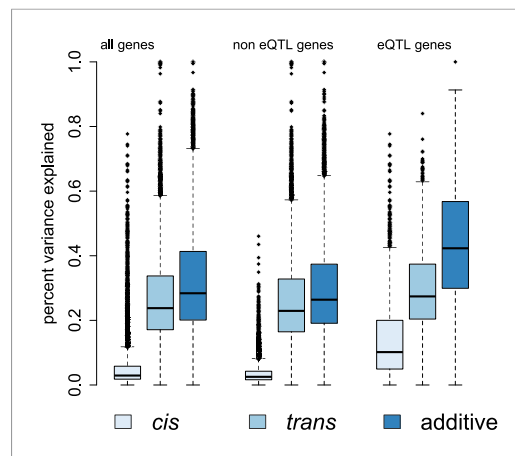 all genes non eQTL genes eQTL genes
percent variance explained
1.0
0.8
0.6
0.4
0.2
0.0
cis trans additive